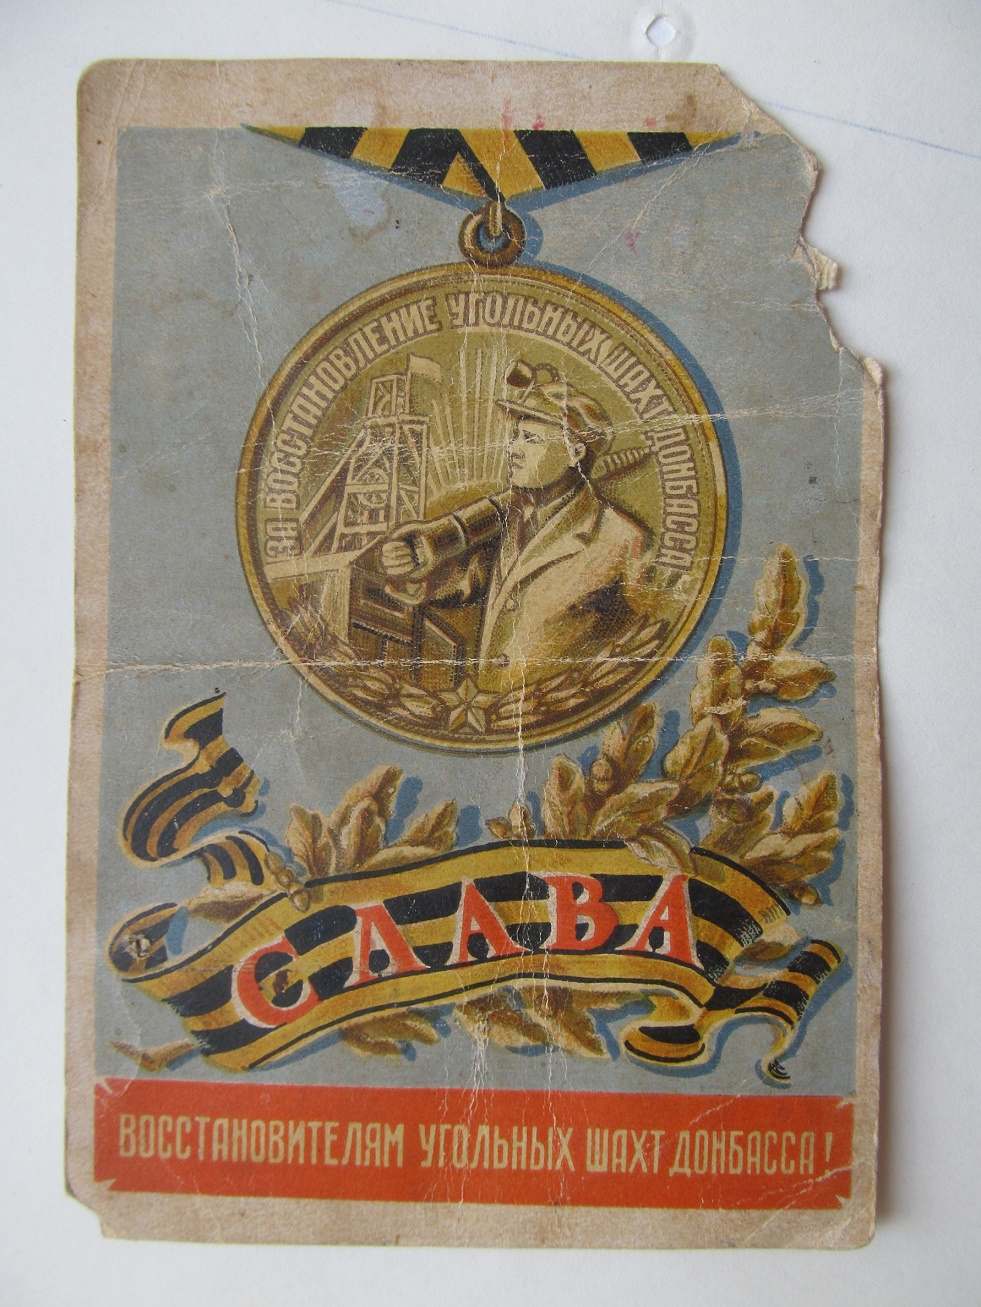 ЗА ВОССТАНОВЛЕНИЕ УГОЛЬНЫХ ШАХТ ДОНБАССА
СЛАВА
ВОССТАНОВИТЕЛЯМ УГОЛЬНЫХ ШАХТ ДОНБАССА!